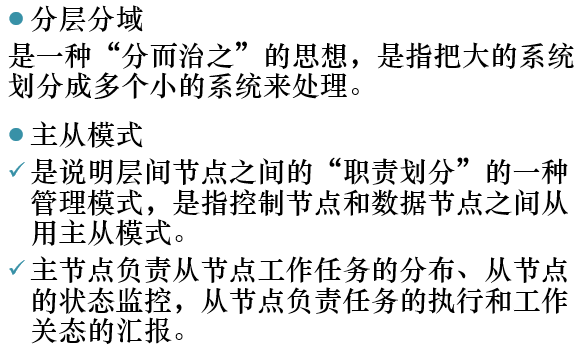 ● 分层分域
是一种“分而治之”的思想，是指把大的系统
划分成多个小的系统来处理。
● 主从模式
✓ 是说明层间节点之间的“职责划分”的一种
管理模式，是指控制节点和数据节点之间从
用主从模式。
✓ 主节点负责从节点工作任务的分布、从节点
的状态监控，从节点负责任务的执行和工作
关态的汇报。